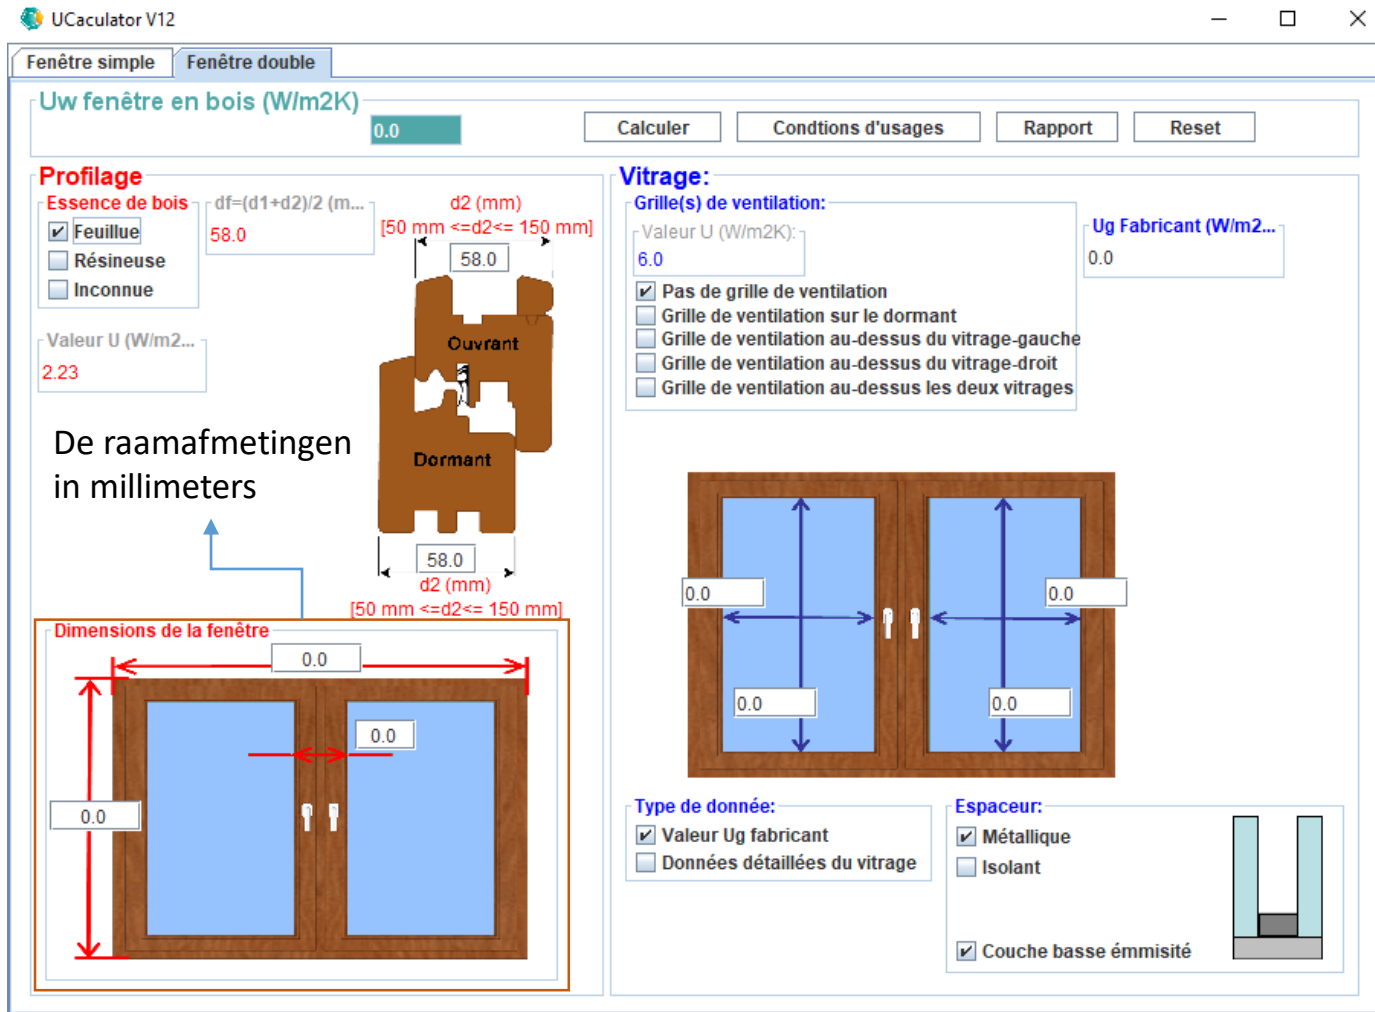 UCaculator V12
Fenêtre simple
Fenêtre double
Uw fenêtre en bois (W/m2K)
0.0
Calculer
Condtions d'usages
Rapport
Reset
Profilage
Essence de bois
Feuillue
Résineuse
Inconnue
df=(d1+d2)/2 (m...
58.0
Valeur U (W/m2...
2.23
d2 (mm)
[50 mm <=d2<= 150 mm]
58.0
Ouvrant
Dormant
58.0
d2 (mm)
[50 mm <=d2<= 150 mm]
De raamafmetingen
in millimeters
Dimensions de la fenêtre
0.0
0.0
0.0
Vitrage:
Grille(s) de ventilation:
Valeur U (W/m2K):
6.0
Pas de grille de ventilation
Grille de ventilation sur le dormant
Grille de ventilation au-dessus du vitrage-gauche
Grille de ventilation au-dessus du vitrage-droit
Grille de ventilation au-dessus les deux vitrages
Ug Fabricant (W/m2...
0.0
0.0
0.0
0.0
0.0
Type de donnée:
Valeur Ug fabricant
Données détaillées du vitrage
Espaceur:
Métallique
Isolant
Couche basse émmisité